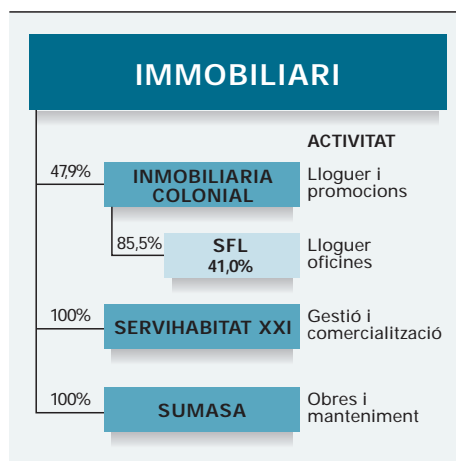 IMMOBILIARI
ACTIVITAT
47,9%
INMOBILIARIA
COLONIAL
Lloguer i
promocions
85,5%
SFL
41,0%
Lloguer
oficines
100%
SERVIHABITAT XXI
Gestió i
comercialització
100%
SUMASA
Obres i
manteniment